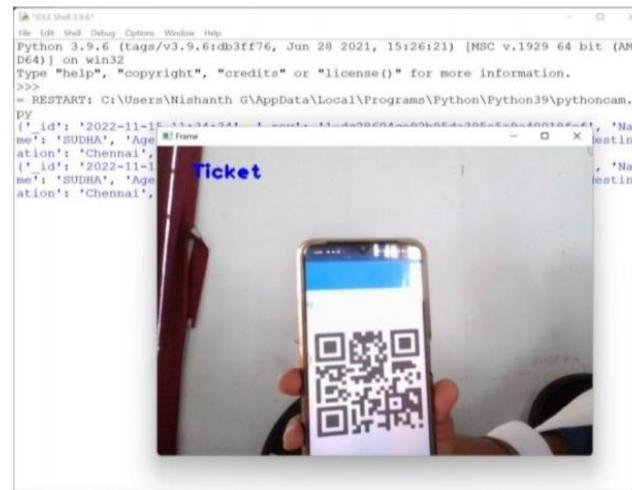 *IDLE Shell 3.9.6*
File Edit Shell Debug Options Window Help
Python 3.9.6 (tags/v3.9.6:db3ff76, Jun 28 2021, 15:26:21) [MSC v.1929 64 bit (AM
D64)] on win32
Type "help", "copyright", "credits" or "license()" for more information.
>>>
= RESTART: C:\Users\Nishanth G\AppData\Local\Programs\Python\Python39\pythoncam.
py
{'_id': '2022-11-15 'Na
me': 'SUDHA', 'Age
ation': 'Chennai',
{'_id': '2022-11-1 , 'Na
me': 'SUDHA', 'Age
ation': 'Chennai',
Frame
Ticket